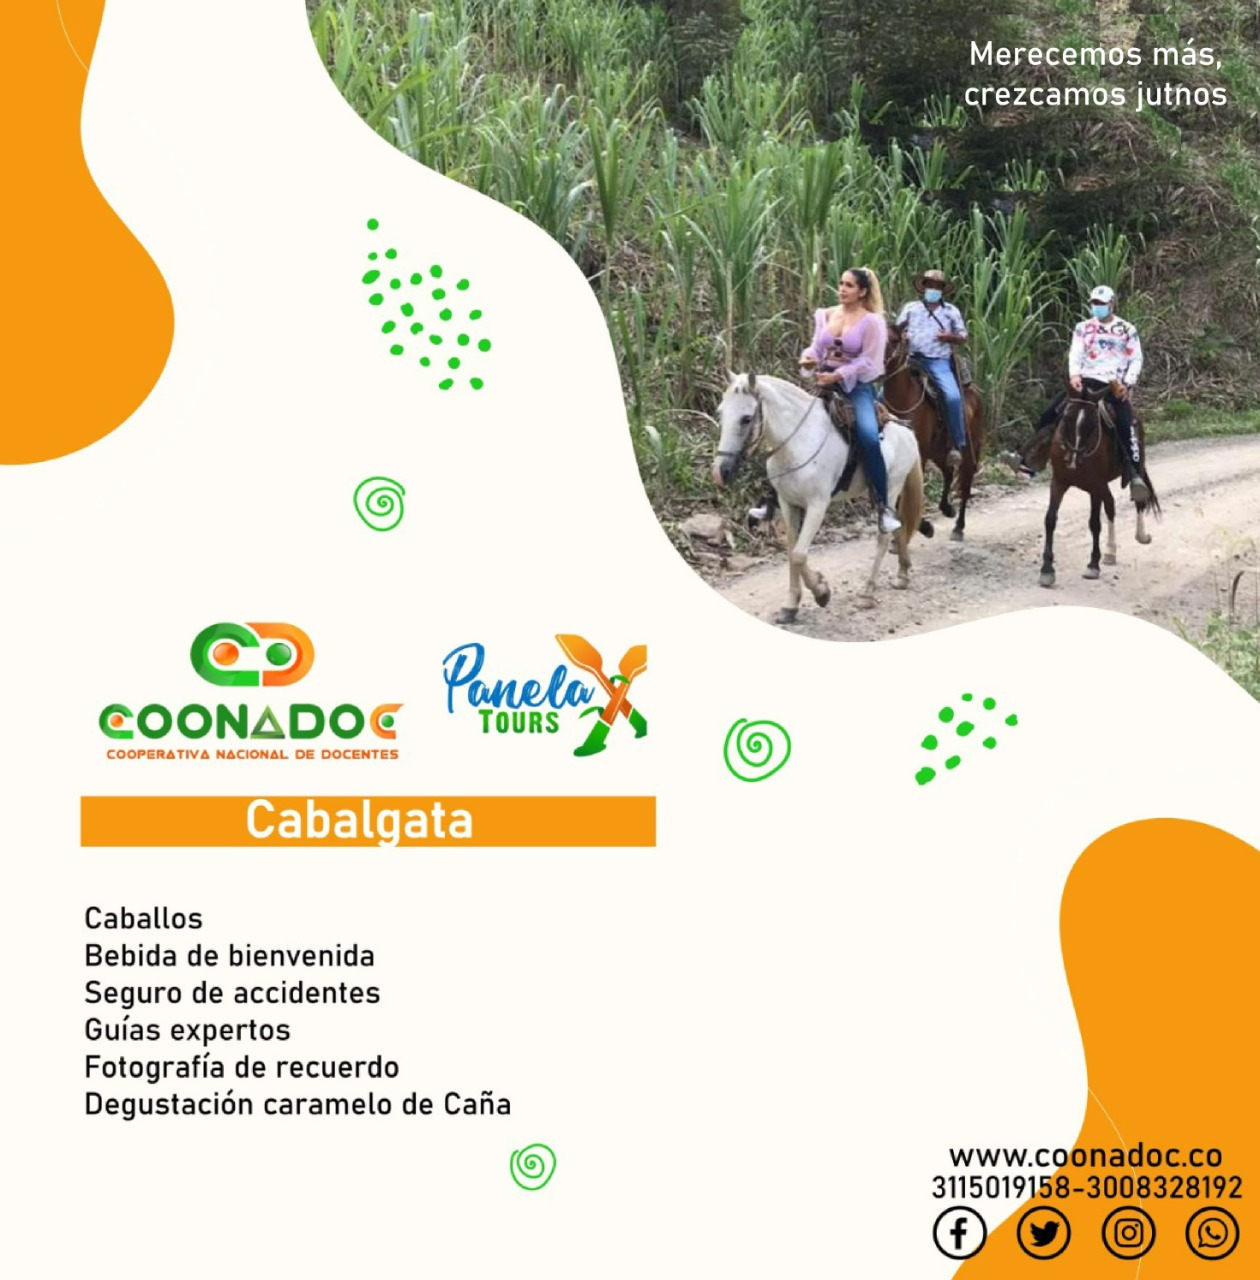 Merecemos más,
crezcamos jutnos
COONADOC
COOPERATIVA NACIONAL DE DOCENTES
Panela
TOURS
Cabalgata
Caballos
Bebida de bienvenida
Seguro de accidentes
Guías expertos
Fotografía de recuerdo
Degustación caramelo de Caña
www.coonadoc.co
3115019158-3008328192